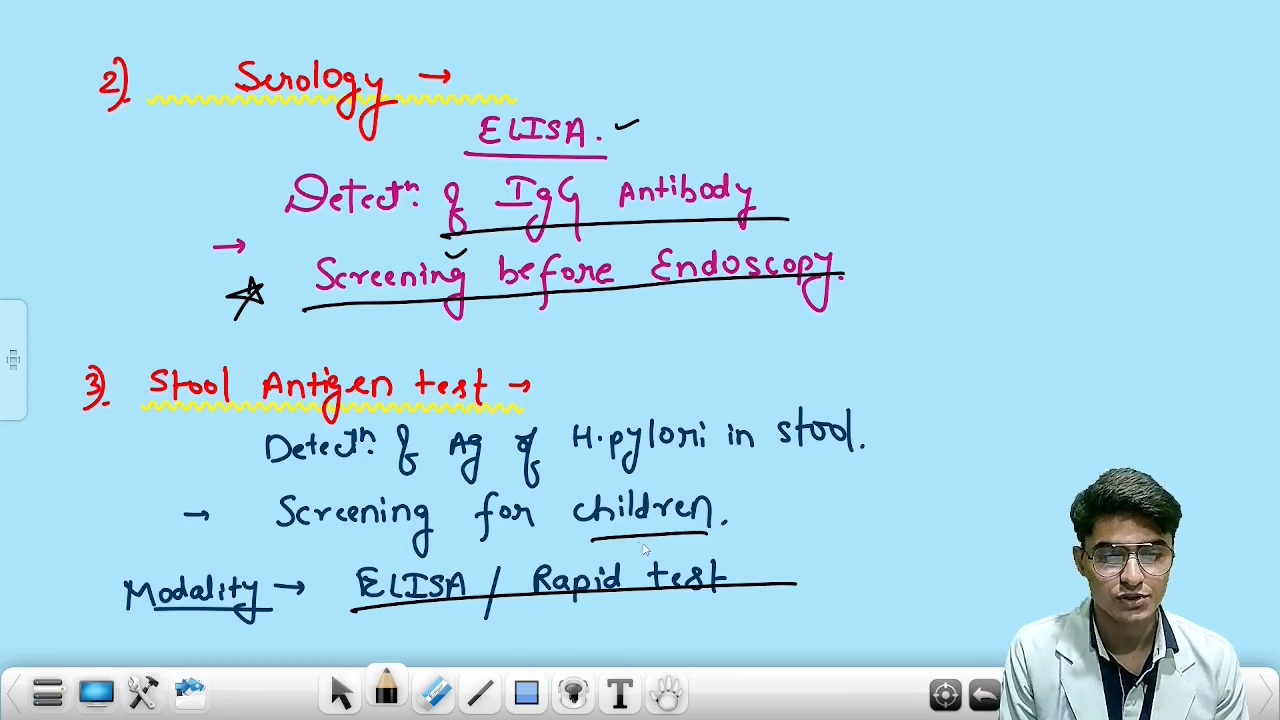 2). Serology →
ELISA. ✓
Detectⁿ. of IgG Antibody
→
★ Screening before Endoscopy.
3). Stool Antigen test →
Detectⁿ. of Ag of H.pylori in stool.
→ Screening for children.
Modality → ELISA / Rapid test
T